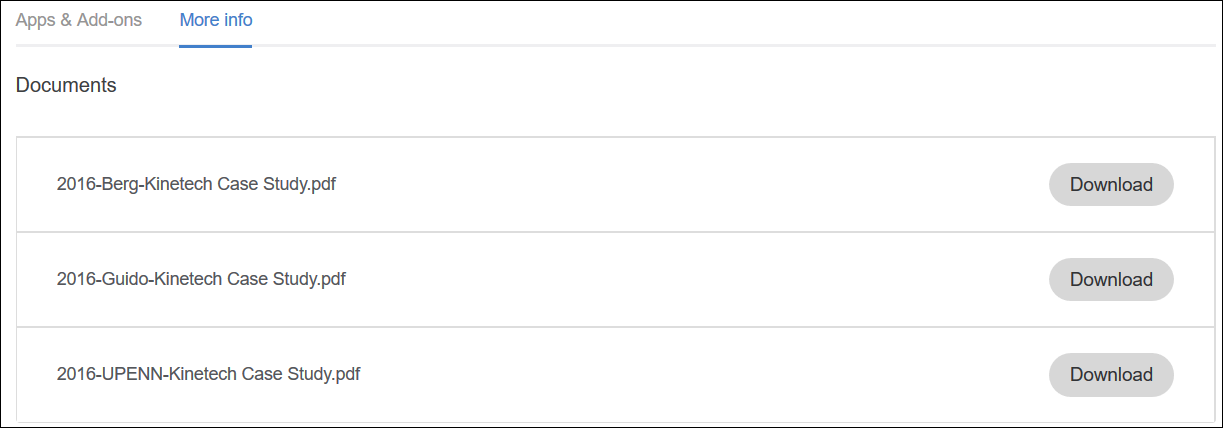 Apps & Add-ons More info
Documents
2016-Berg-Kinetech Case Study.pdf Download
2016-Guido-Kinetech Case Study.pdf Download
2016-UPENN-Kinetech Case Study.pdf Download